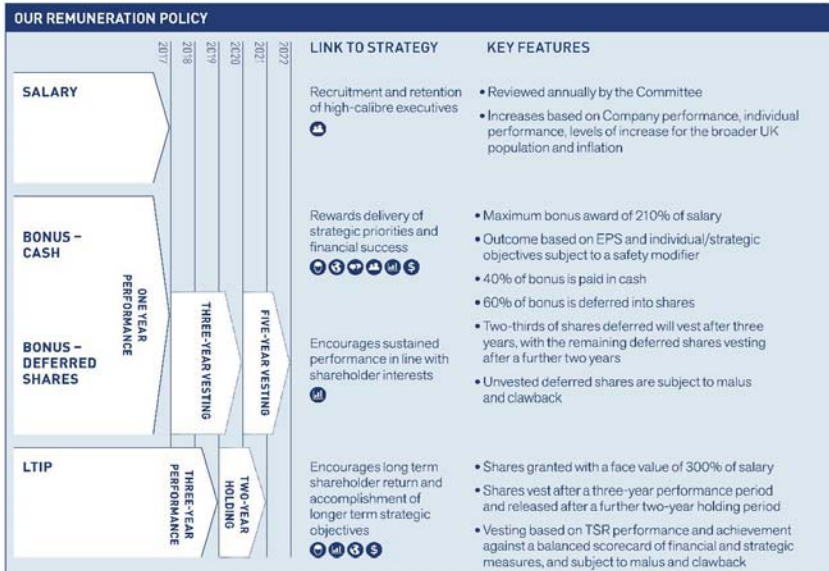 OUR REMUNERATION POLICY
2017
2018
2019
2020
2021
2022
LINK TO STRATEGY
KEY FEATURES
SALARY
Recruitment and retention
of high-calibre executives
• Reviewed annually by the Committee
• Increases based on Company performance, individual
performance, levels of increase for the broader UK
population and inflation
BONUS –
CASH
BONUS –
DEFERRED
SHARES
ONE YEAR
PERFORMANCE
THREE-YEAR VESTING
FIVE-YEAR VESTING
Rewards delivery of
strategic priorities and
financial success
Encourages sustained
performance in line with
shareholder interests
• Maximum bonus award of 210% of salary
• Outcome based on EPS and individual/strategic
objectives subject to a safety modifier
• 40% of bonus is paid in cash
• 60% of bonus is deferred into shares
• Two-thirds of shares deferred will vest after three
years, with the remaining deferred shares vesting
after a further two years
• Unvested deferred shares are subject to malus
and clawback
LTIP
THREE-YEAR
PERFORMANCE
TWO-YEAR
HOLDING
Encourages long term
shareholder return and
accomplishment of
longer term strategic
objectives
• Shares granted with a face value of 300% of salary
• Shares vest after a three-year performance period
and released after a further two-year holding period
• Vesting based on TSR performance and achievement
against a balanced scorecard of financial and strategic
measures, and subject to malus and clawback